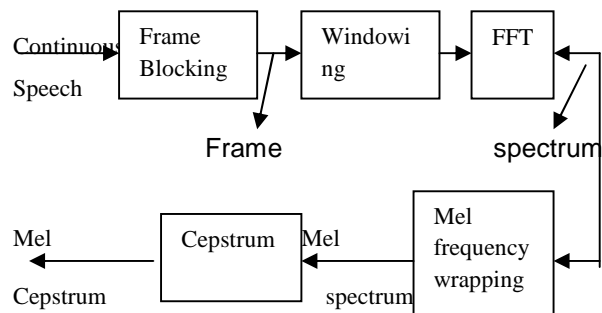 Continuous
Speech
Frame
Blocking
Windowi
ng
FFT
Frame
spectrum
Mel
frequency
wrapping
Mel
spectrum
Cepstrum
Mel
Cepstrum